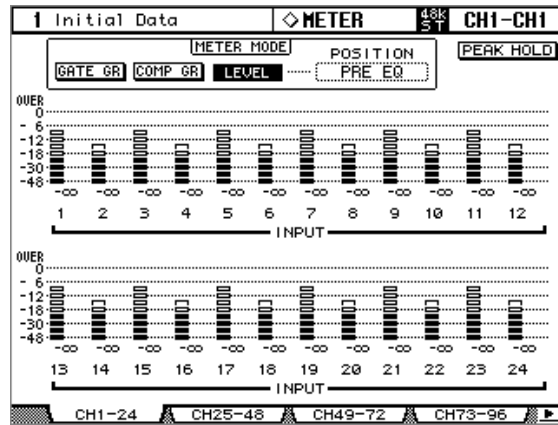 1 Initial Data ◇METER 48k ST CH1-CH1
METER MODE POSITION PEAK HOLD
GATE GR COMP GR LEVEL PRE EQ
OVER
0
- 6
-12
-18
-30
-48
-∞ -∞ -∞ -∞ -∞ -∞ -∞ -∞ -∞ -∞ -∞ -∞
1 2 3 4 5 6 7 8 9 10 11 12
INPUT
OVER
0
- 6
-12
-18
-30
-48
-∞ -∞ -∞ -∞ -∞ -∞ -∞ -∞ -∞ -∞ -∞ -∞
13 14 15 16 17 18 19 20 21 22 23 24
INPUT
CH1-24 CH25-48 CH49-72 CH73-96